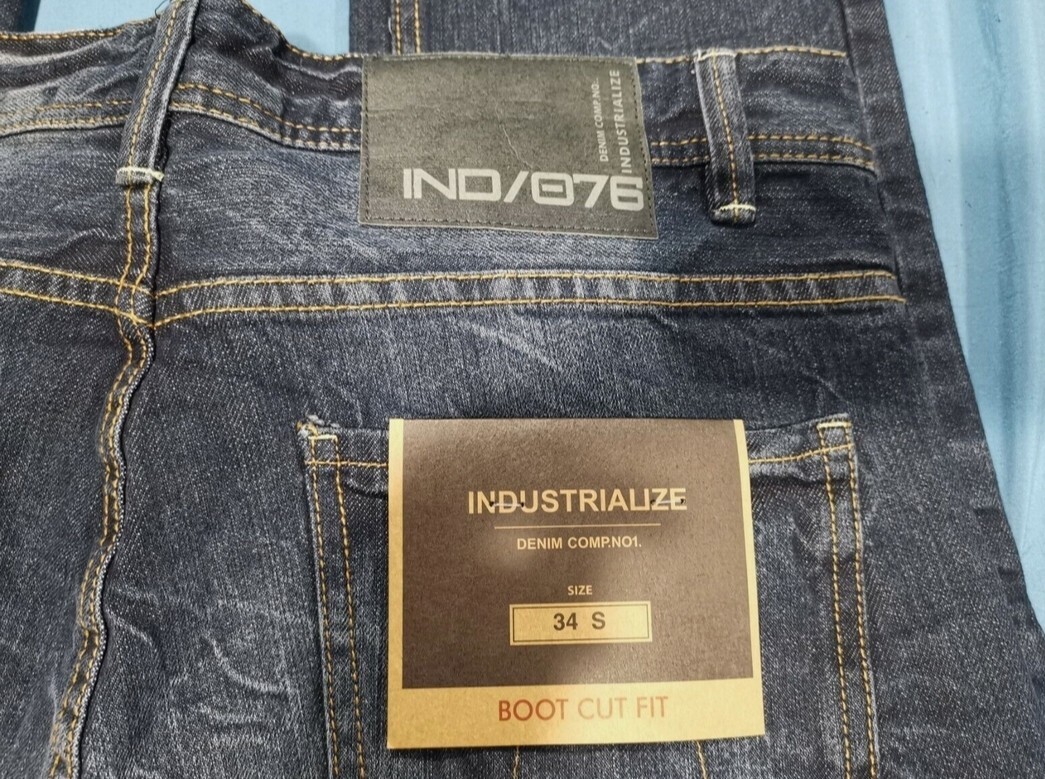 DENIM COMP.NO.
INDUSTRIALIZE
IND/076
INDUSTRIALIZE
DENIM COMP.NO1.
SIZE
34 S
BOOT CUT FIT